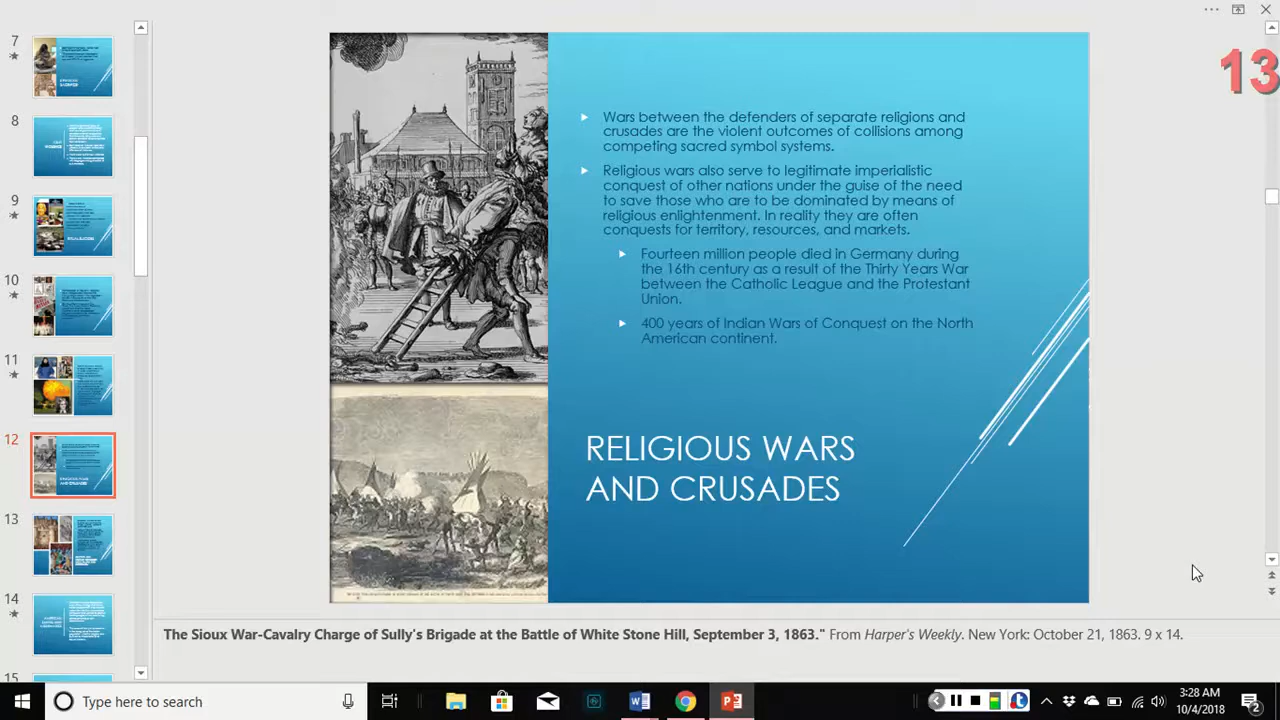 13
7
8
9
10
11
12
13
14
15
Wars between the defenders of separate religions and
crusades are the violent outcomes of collisions among
competing sacred symbol systems.
Religious wars also serve to legitimate imperialistic
conquest of other nations under the guise of the need
to save those who are to be dominated by means of
religious enlightenment. In reality they are often
conquests for territory, resources, and markets.
Fourteen million people died in Germany during
the 16th century as a result of the Thirty Years War
between the Catholic League and the Protestant
Union.
400 years of Indian Wars of Conquest on the North
American continent.
RELIGIOUS WARS
AND CRUSADES
The Sioux War-Cavalry Charge of Sully's Brigade at the Battle of White Stone Hill, September 3, 1863." From Harper's Weekly. New York: October 21, 1863. 9 x 14.
Type here to search
3:28 AM
10/4/2018
2